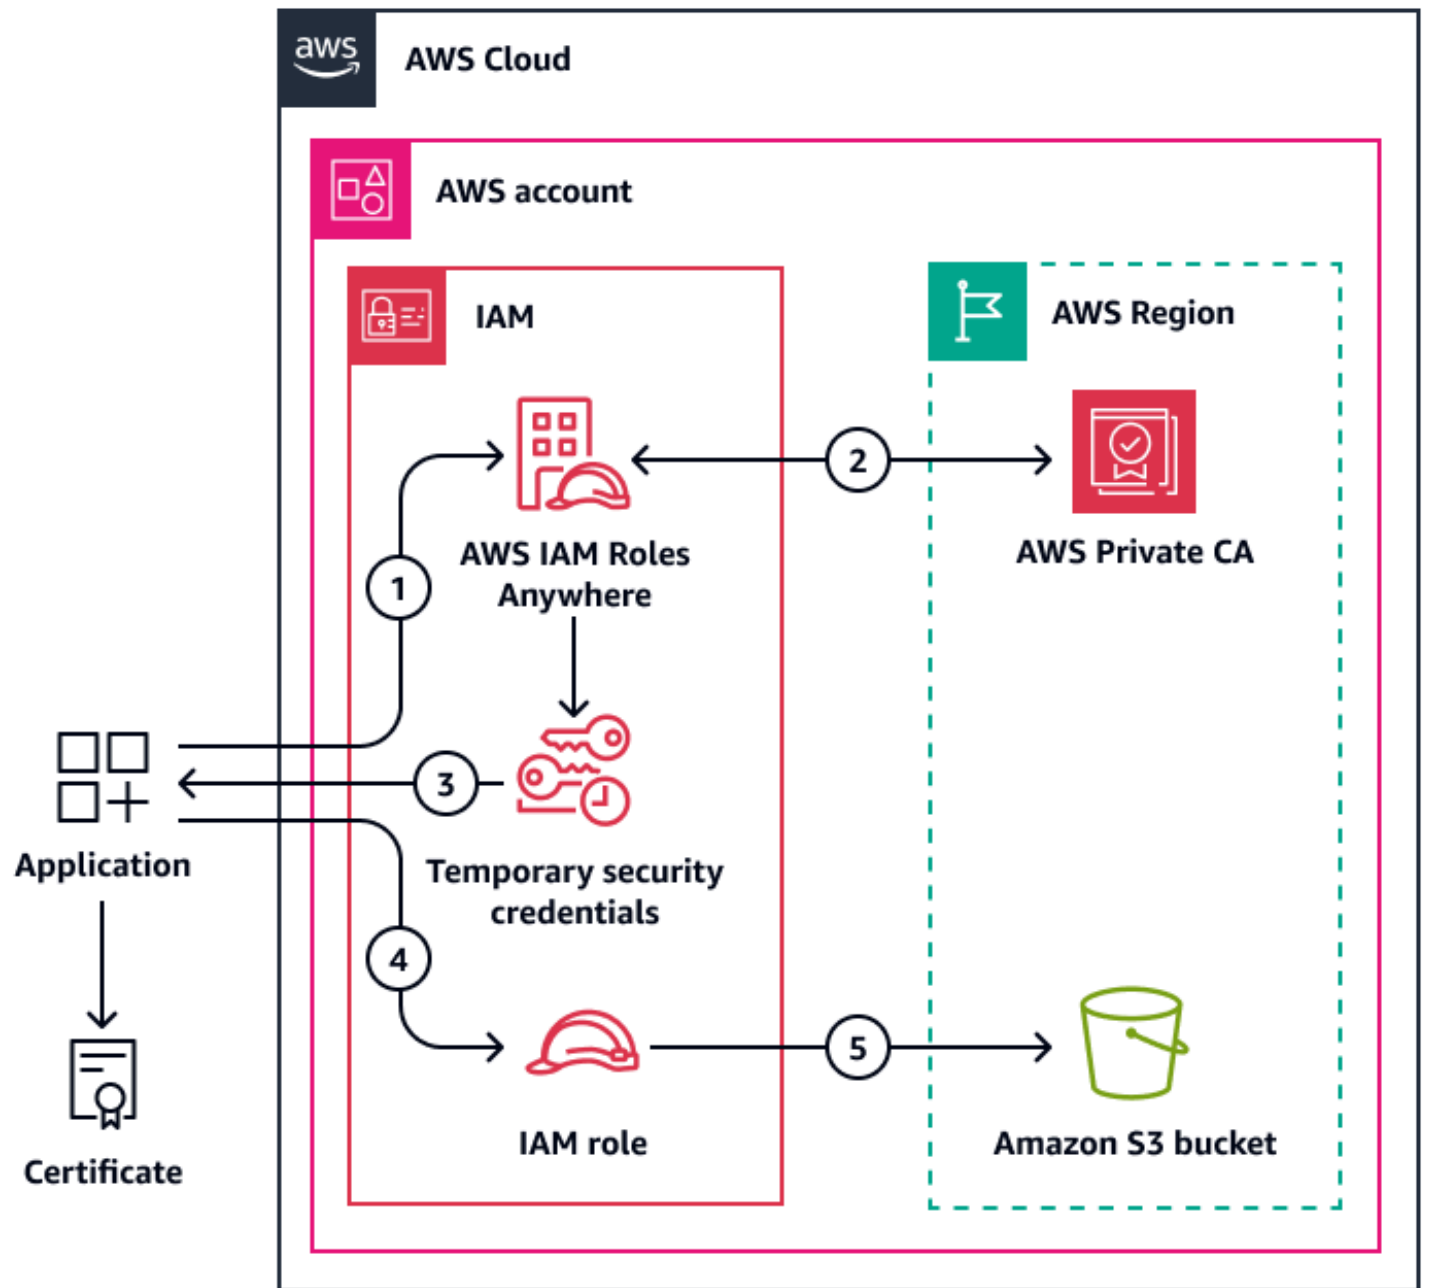 aws
AWS Cloud
AWS account
IAM
AWS Region
2
AWS IAM Roles
Anywhere
AWS Private CA
1
3
Application
Temporary security
credentials
4
5
IAM role
Amazon S3 bucket
Certificate